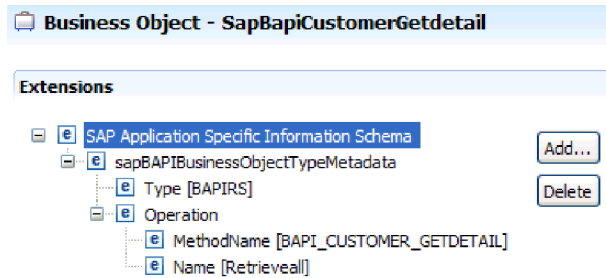 Business Object - SapBapiCustomerGetdetail
Extensions
SAP Application Specific Information Schema
Add...
sapBAPIBusinessObjectTypeMetadata
Type [BAPIRS]
Delete
Operation
MethodName [BAPI_CUSTOMER_GETDETAIL]
Name [Retrieveall]